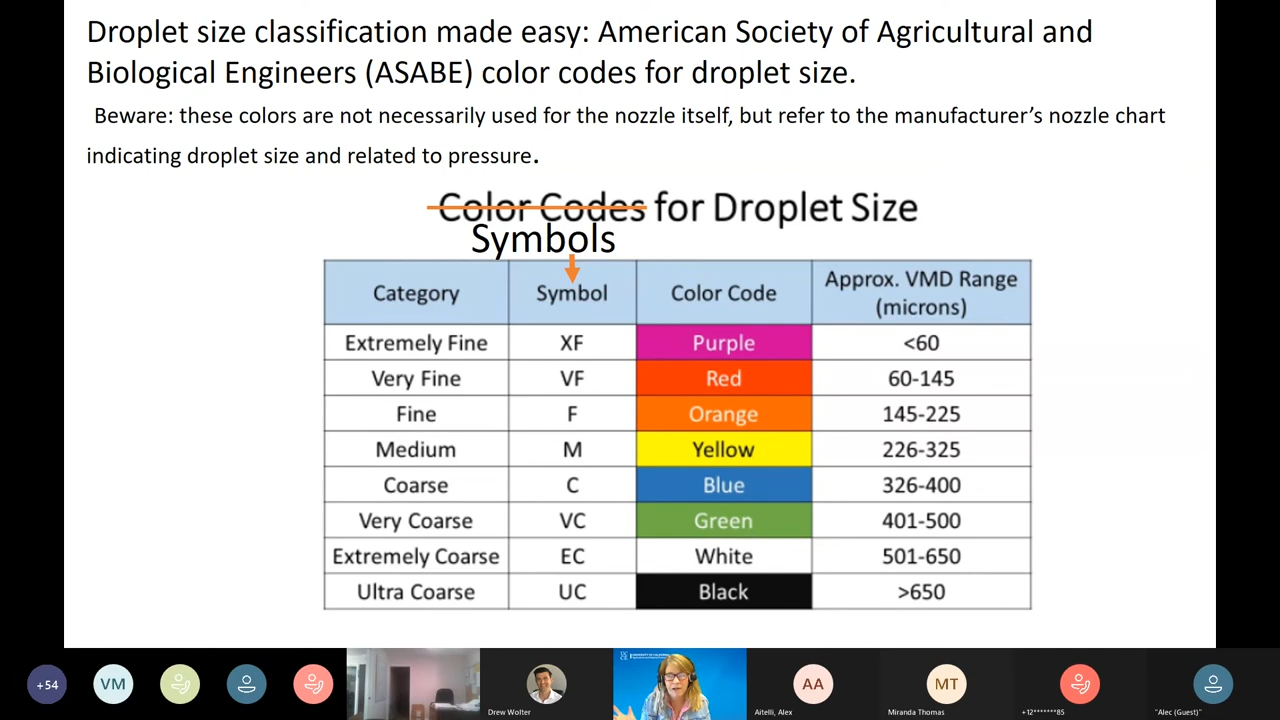 Droplet size classification made easy: American Society of Agricultural and
Biological Engineers (ASABE) color codes for droplet size.
Beware: these colors are not necessarily used for the nozzle itself, but refer to the manufacturer’s nozzle chart
indicating droplet size and related to pressure.
Color Codes for Droplet Size
Symbols
Category Symbol Color Code Approx. VMD Range
(microns)
Extremely Fine XF Purple <60
Very Fine VF Red 60-145
Fine F Orange 145-225
Medium M Yellow 226-325
Coarse C Blue 326-400
Very Coarse VC Green 401-500
Extremely Coarse EC White 501-650
Ultra Coarse UC Black >650
+54 VM AA MT
Drew Wolter Aitelli, Alex Miranda Thomas +12*******85 "Alec (Guest)"